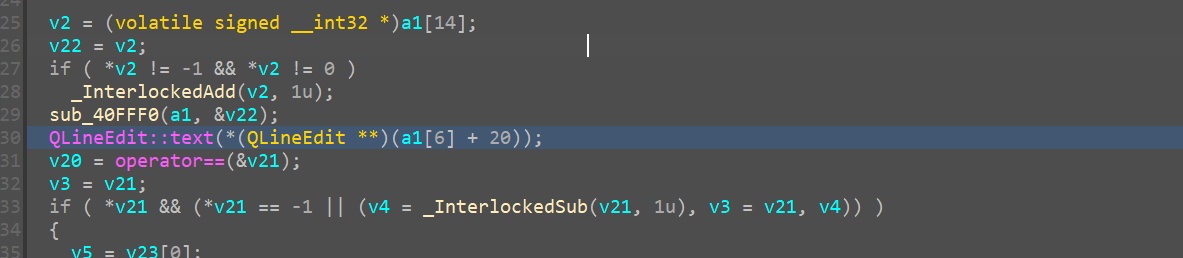 25 v2 = (volatile signed __int32 *)a1[14];
26 v22 = v2;
27 if ( *v2 != -1 && *v2 != 0 )
28 _InterlockedAdd(v2, 1u);
29 sub_40FFF0(a1, &v22);
30 QLineEdit::text(*(QLineEdit **)(a1[6] + 20));
31 v20 = operator==(&v21);
32 v3 = v21;
33 if ( *v21 && (*v21 == -1 || (v4 = _InterlockedSub(v21, 1u), v3 = v21, v4)) )
34 {
35 v5 = v23[0];